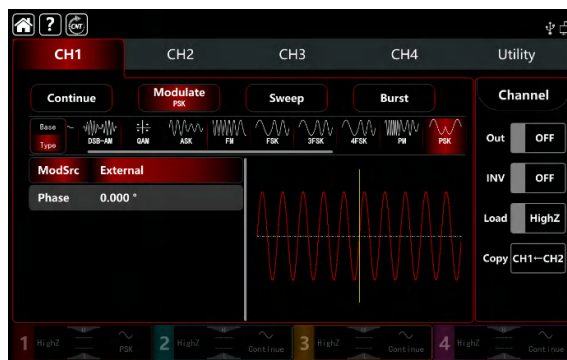 ?
CNT
CH1 CH2 CH3 CH4 Utility
Continue Modulate Sweep Burst Channel
PSK
Base
Type
DSB-AM QAM ASK FM FSK 3FSK 4FSK PM PSK
Out OFF
ModSrc External
INV OFF
Phase 0.000 °
Load HighZ
Copy CH1←CH2
1 HighZ PSK 2 HighZ Continue 3 HighZ Continue 4 HighZ Continue